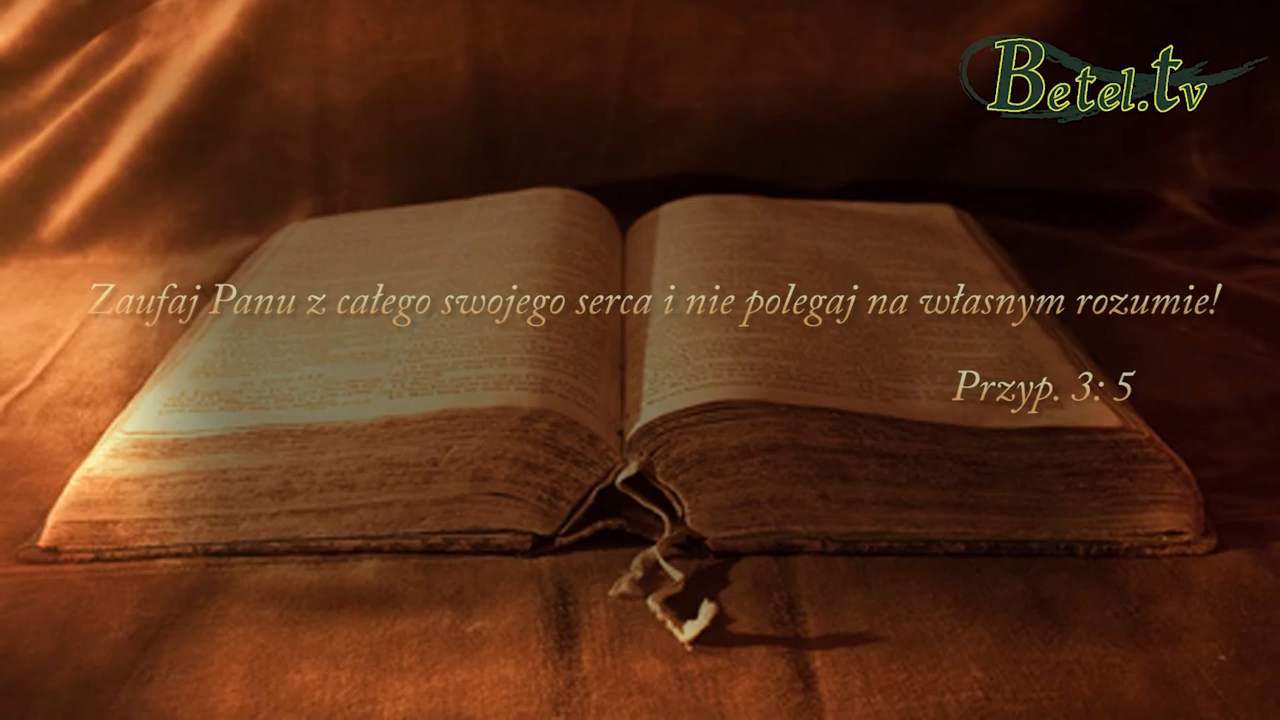 Betel.tv
Zaufaj Panu z całego swojego serca i nie polegaj na własnym rozumie!
Przyp. 3: 5